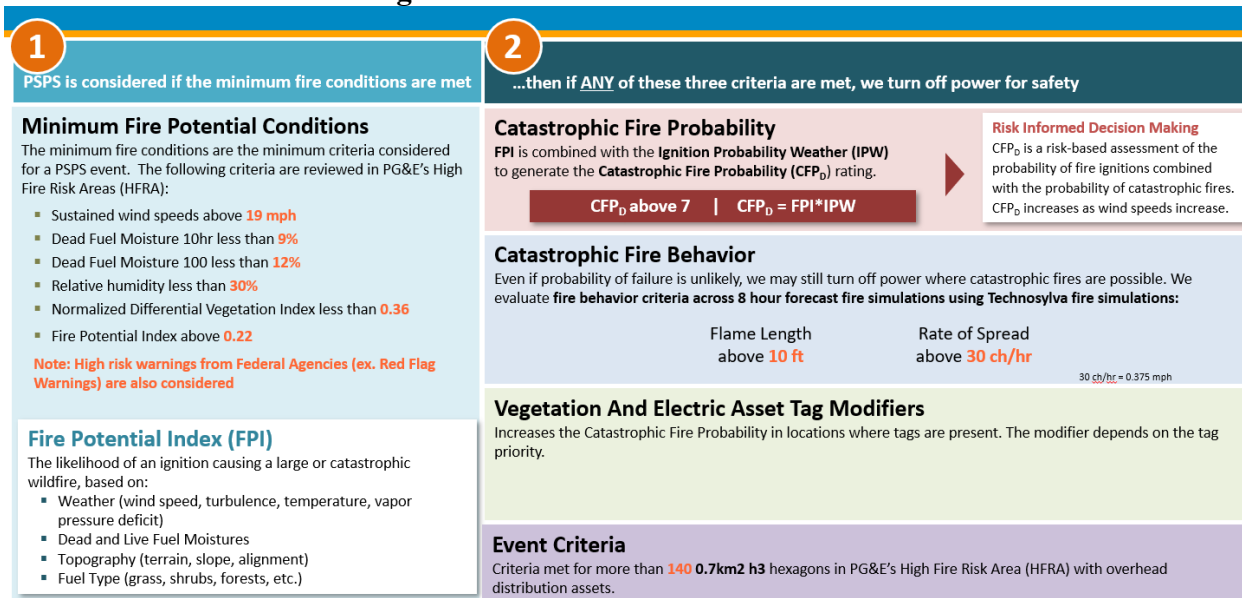 1
PSPS is considered if the minimum fire conditions are met
Minimum Fire Potential Conditions
The minimum fire conditions are the minimum criteria considered
for a PSPS event. The following criteria are reviewed in PG&E's High
Fire Risk Areas (HFRA):
▪ Sustained wind speeds above 19 mph
▪ Dead Fuel Moisture 10hr less than 9%
▪ Dead Fuel Moisture 100 less than 12%
▪ Relative humidity less than 30%
▪ Normalized Differential Vegetation Index less than 0.36
▪ Fire Potential Index above 0.22
Note: High risk warnings from Federal Agencies (ex. Red Flag
Warnings) are also considered
Fire Potential Index (FPI)
The likelihood of an ignition causing a large or catastrophic
wildfire, based on:
▪ Weather (wind speed, turbulence, temperature, vapor
pressure deficit)
▪ Dead and Live Fuel Moistures
▪ Topography (terrain, slope, alignment)
▪ Fuel Type (grass, shrubs, forests, etc.)
2
...then if ANY of these three criteria are met, we turn off power for safety
Catastrophic Fire Probability
FPI is combined with the Ignition Probability Weather (IPW)
to generate the Catastrophic Fire Probability (CFPD) rating.
CFPD above 7 | CFPD = FPI*IPW
Risk Informed Decision Making
CFPD is a risk-based assessment of the
probability of fire ignitions combined
with the probability of catastrophic fires.
CFPD increases as wind speeds increase.
Catastrophic Fire Behavior
Even if probability of failure is unlikely, we may still turn off power where catastrophic fires are possible. We
evaluate fire behavior criteria across 8 hour forecast fire simulations using Technosylva fire simulations:
Flame Length
above 10 ft
Rate of Spread
above 30 ch/hr
30 ch/hr = 0.375 mph
Vegetation And Electric Asset Tag Modifiers
Increases the Catastrophic Fire Probability in locations where tags are present. The modifier depends on the tag
priority.
Event Criteria
Criteria met for more than 140 0.7km2 h3 hexagons in PG&E's High Fire Risk Area (HFRA) with overhead
distribution assets.